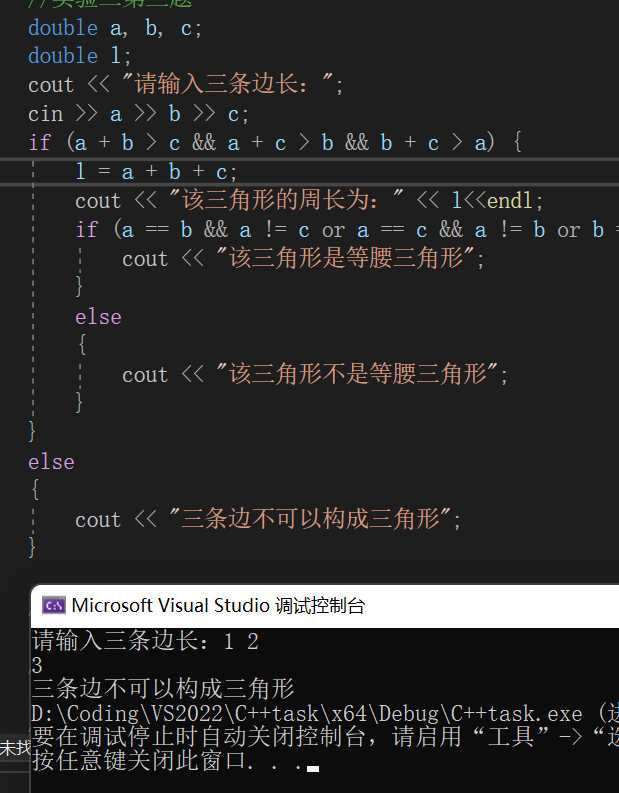 //实验三第三题
double a, b, c;
double l;
cout << "请输入三条边长：";
cin >> a >> b >> c;
if (a + b > c && a + c > b && b + c > a) {
l = a + b + c;
cout << "该三角形的周长为：" << l<<endl;
if (a == b && a != c or a == c && a != b or b =
cout << "该三角形是等腰三角形";
}
else
{
cout << "该三角形不是等腰三角形";
}
}
else
{
cout << "三条边不可以构成三角形";
}
Microsoft Visual Studio 调试控制台
请输入三条边长：1 2
3
三条边不可以构成三角形
D:\Coding\VS2022\C++task\x64\Debug\C++task.exe (进
要在调试停止时自动关闭控制台，请启用“工具”->“选
按任意键关闭此窗口. . .
未找